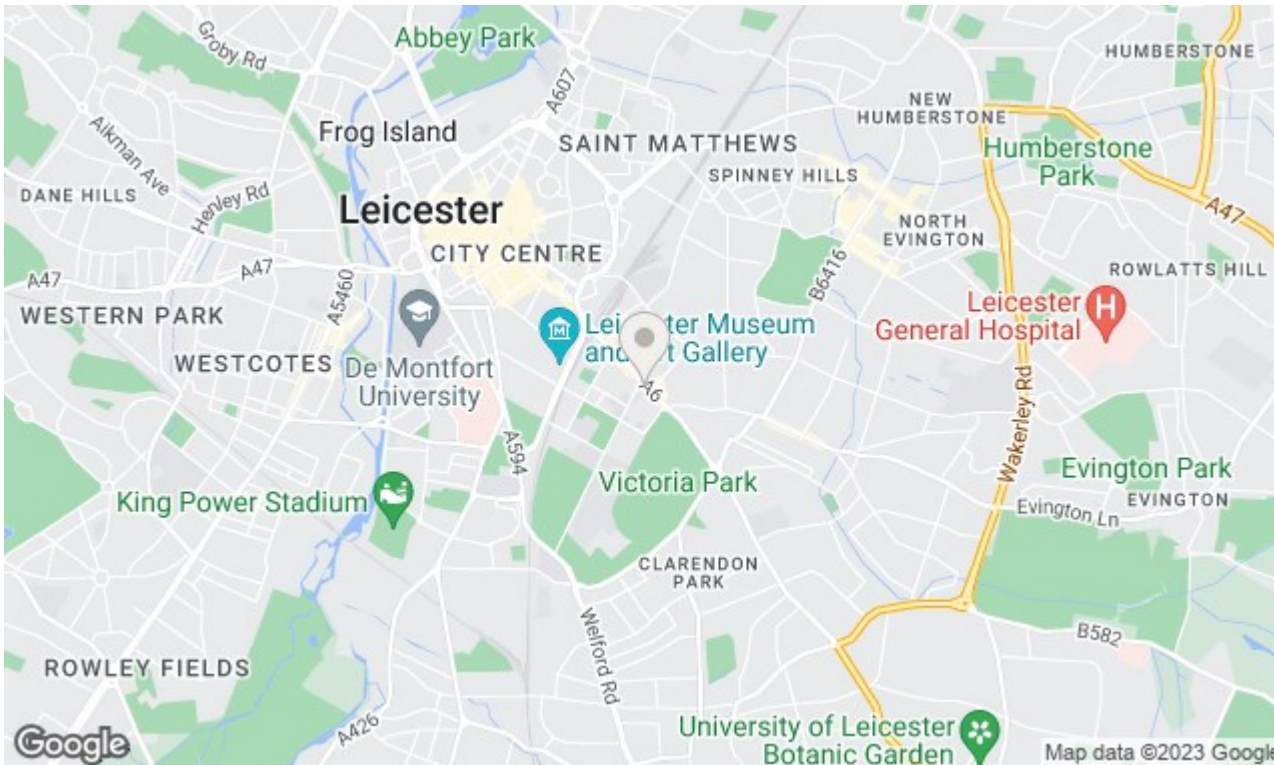 Groby Rd
Abbey Park
A607
HUMBERSTONE
Aikman Ave
Frog Island
SAINT MATTHEWS
NEW
HUMBERSTONE
Humberstone
Park
DANE HILLS
Henley Rd
Leicester
SPINNEY HILLS
A47
CITY CENTRE
NORTH
EVINGTON
A47
A47
A5460
B6416
ROWLATTS HILL
WESTERN PARK
Leicester
General Hospital
H
WESTCOTES
De Montfort
University
M
Museum
Gallery
A6
A594
Wakerley Rd
Victoria Park
Evington Park
King Power Stadium
EVINGTON
Evington Ln
CLARENDON
PARK
Welford Rd
B582
ROWLEY FIELDS
A426
University of Leicester
Botanic Garden
Google
Map data ©2023 Google